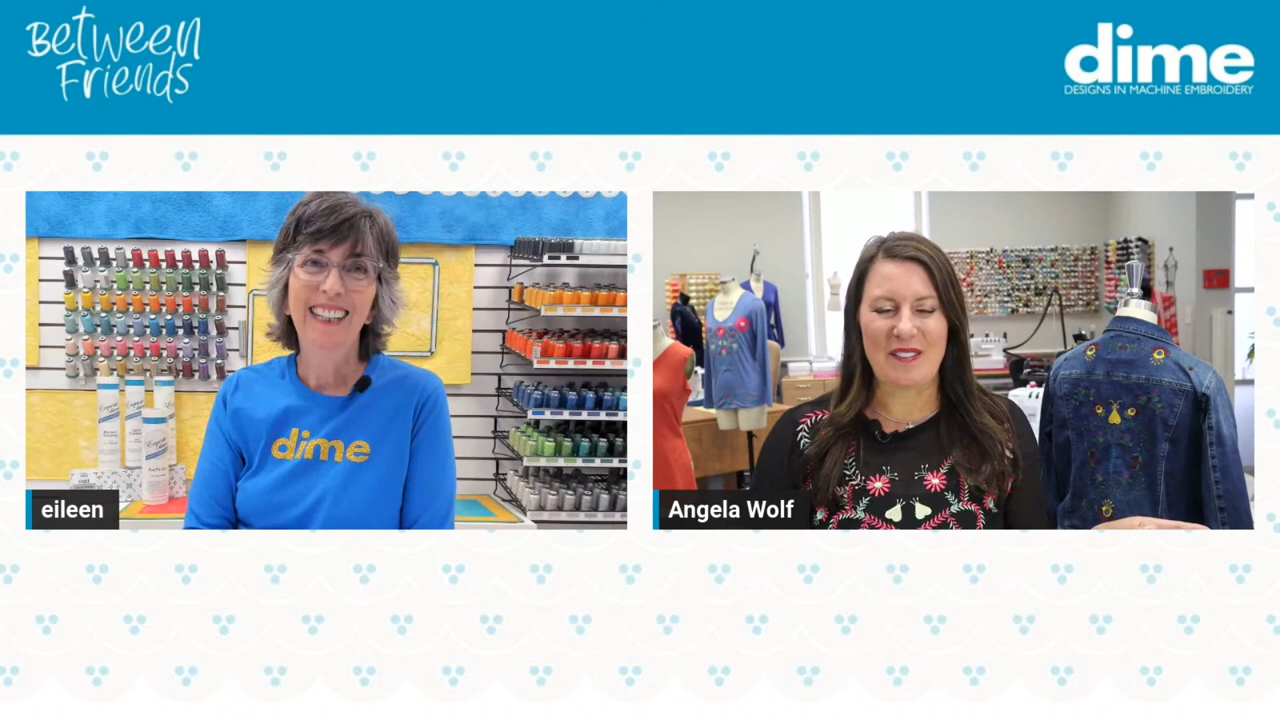 Between
Friends
dime
DESIGNS IN MACHINE EMBROIDERY
dime
eileen
Angela Wolf